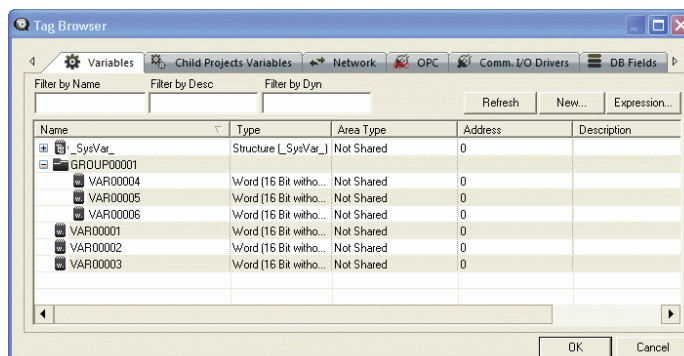 Tag Browser
Variables Child Projects Variables Network OPC Comm. I/O Drivers DB Fields
Filter by Name Filter by Desc Filter by Dyn
Refresh New... Expression...
Name Type Area Type Address Description
_SysVar_ Structure (_SysVar_) Not Shared 0
GROUP00001
VAR00004 Word (16 Bit witho... Not Shared 0
VAR00005 Word (16 Bit witho... Not Shared 0
VAR00006 Word (16 Bit witho... Not Shared 0
VAR00001 Word (16 Bit witho... Not Shared 0
VAR00002 Word (16 Bit witho... Not Shared 0
VAR00003 Word (16 Bit witho... Not Shared 0
OK Cancel